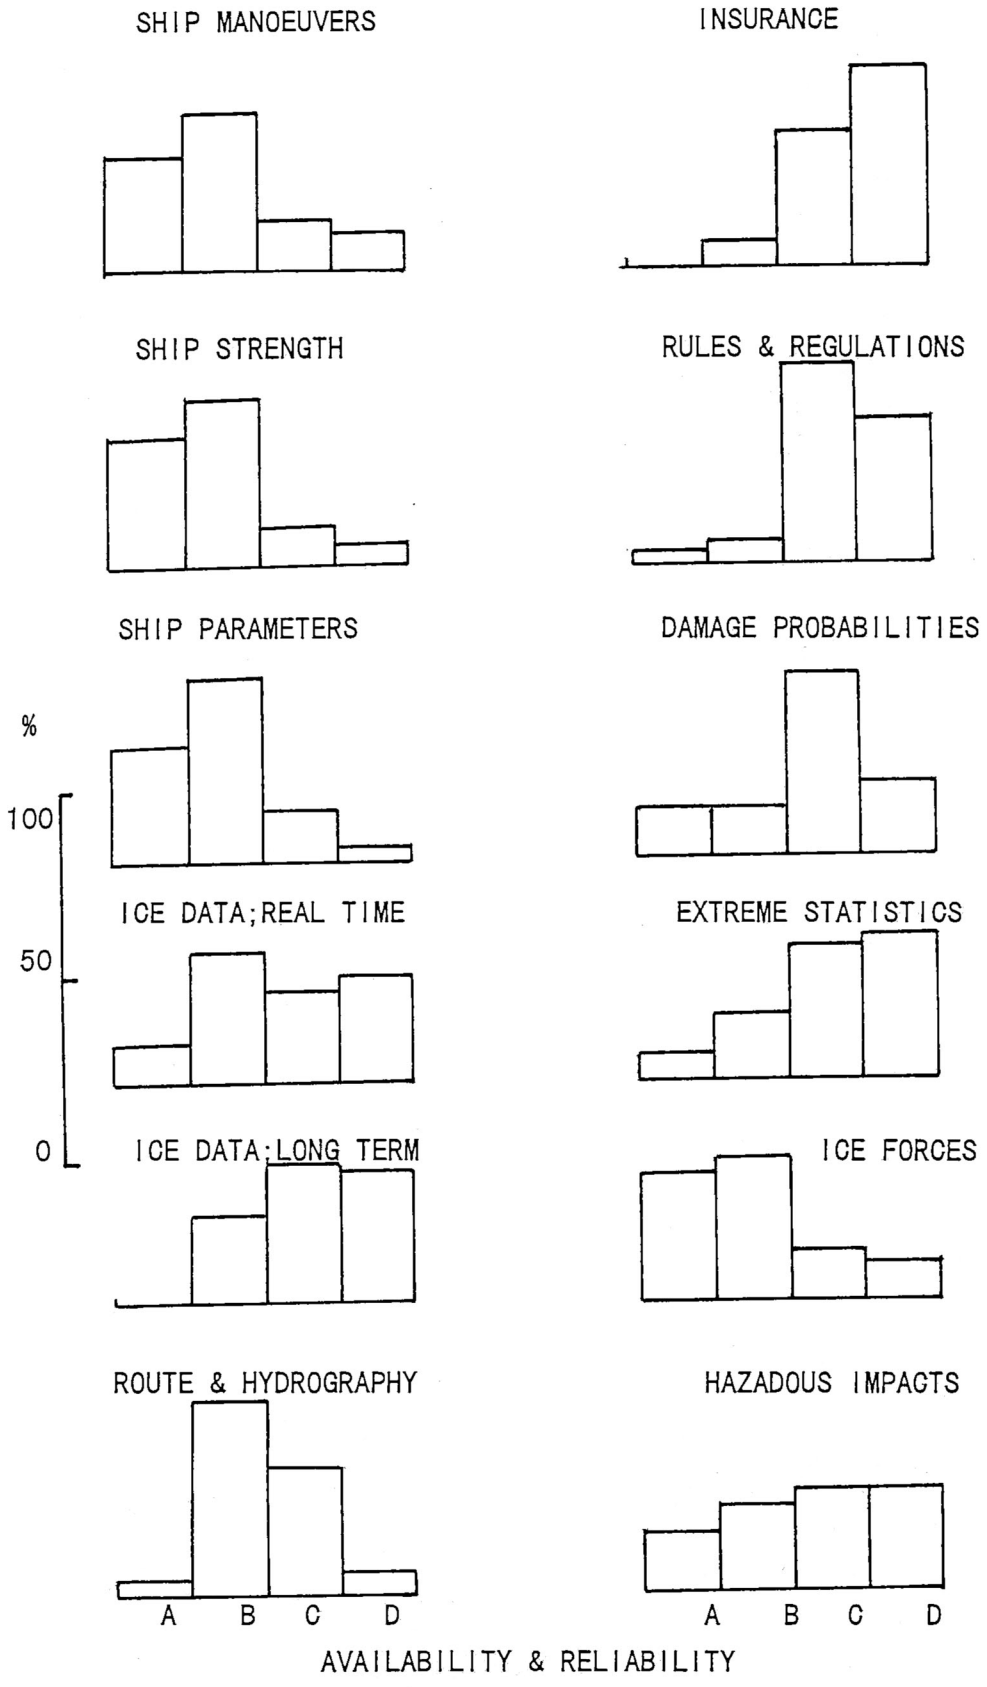 SHIP MANOEUVERS
INSURANCE
SHIP STRENGTH
RULES & REGULATIONS
SHIP PARAMETERS
DAMAGE PROBABILITIES
%
100
ICE DATA;REAL TIME
EXTREME STATISTICS
50
0
ICE DATA;LONG TERM
ICE FORCES
ROUTE & HYDROGRAPHY
HAZADOUS IMPACTS
A B C D
A B C D
AVAILABILITY & RELIABILITY